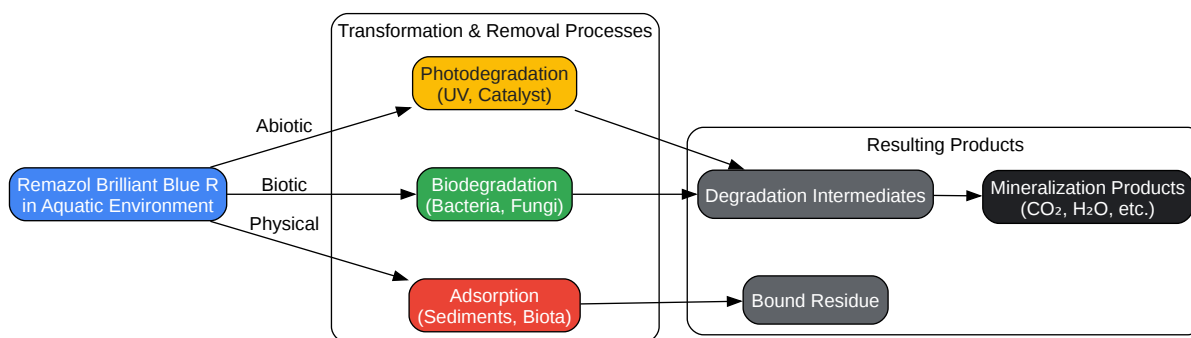 Transformation & Removal Processes
Photodegradation
(UV, Catalyst)
Abiotic
Resulting Products
Remazol Brilliant Blue R
in Aquatic Environment
Biotic
Biodegradation
(Bacteria, Fungi)
Degradation Intermediates
Mineralization Products
(CO₂, H₂O, etc.)
Physical
Adsorption
(Sediments, Biota)
Bound Residue